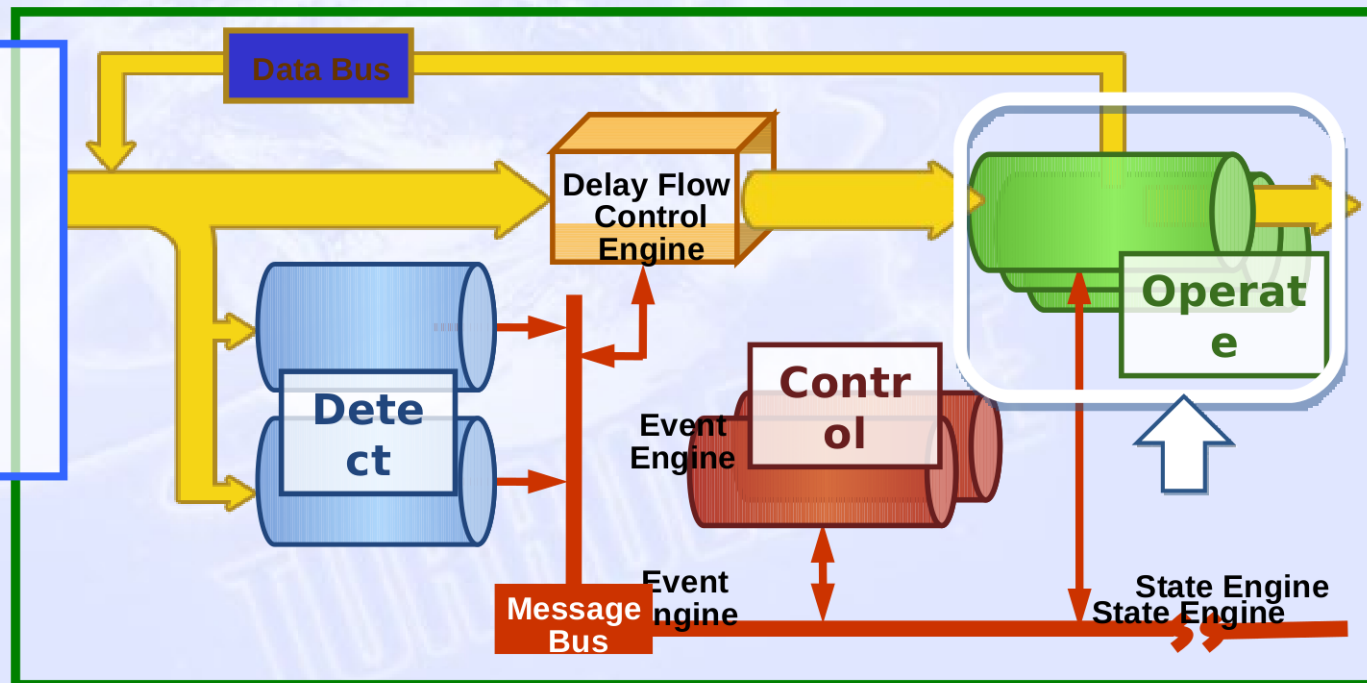 Data Bus
Delay Flow
Control
Engine
Operat
e
Contr
ol
Dete
ct
Event
Engine
Event
ngine
Message
Bus
State Engine
State Engine